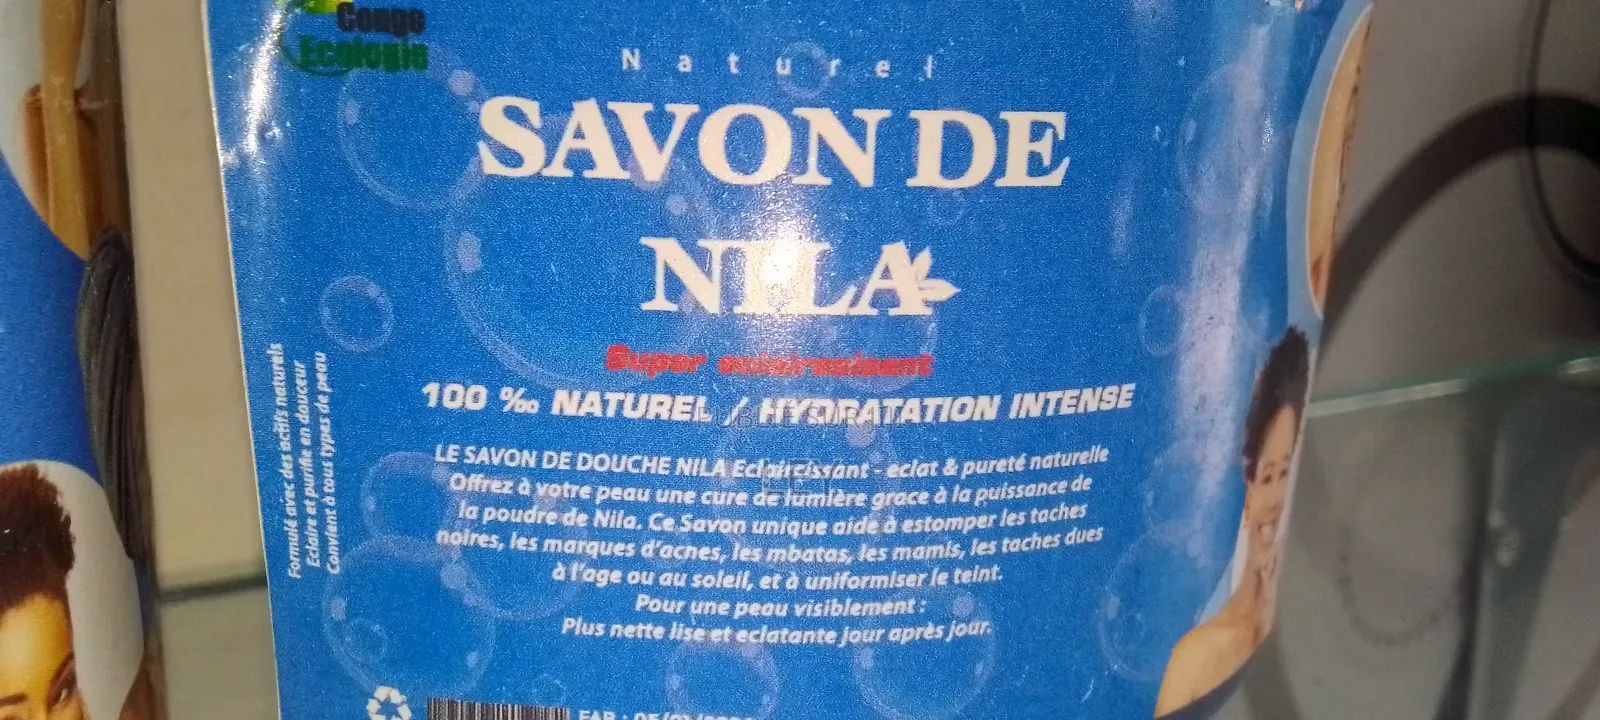 Congo
Ecologie
Naturel
SAVON DE
NILA
Super eclaircissant
100 ‰ NATUREL / HYDRATATION INTENSE
LE SAVON DE DOUCHE NILA Eclaircissant - eclat & pureté naturelle
Offrez à votre peau une cure de lumière grace à la puissance de
la poudre de Nila. Ce Savon unique aide à estomper les taches
noires, les marques d'acnes, les mbatas, les mamis, les taches dues
à l'age ou au soleil, et à uniformiser le teint.
Pour une peau visiblement :
Plus nette lise et eclatante jour après jour.
Formulé avec des actifs naturels
Eclaire et purifie en douceur
Convient à tous types de peau
FAB : 05/